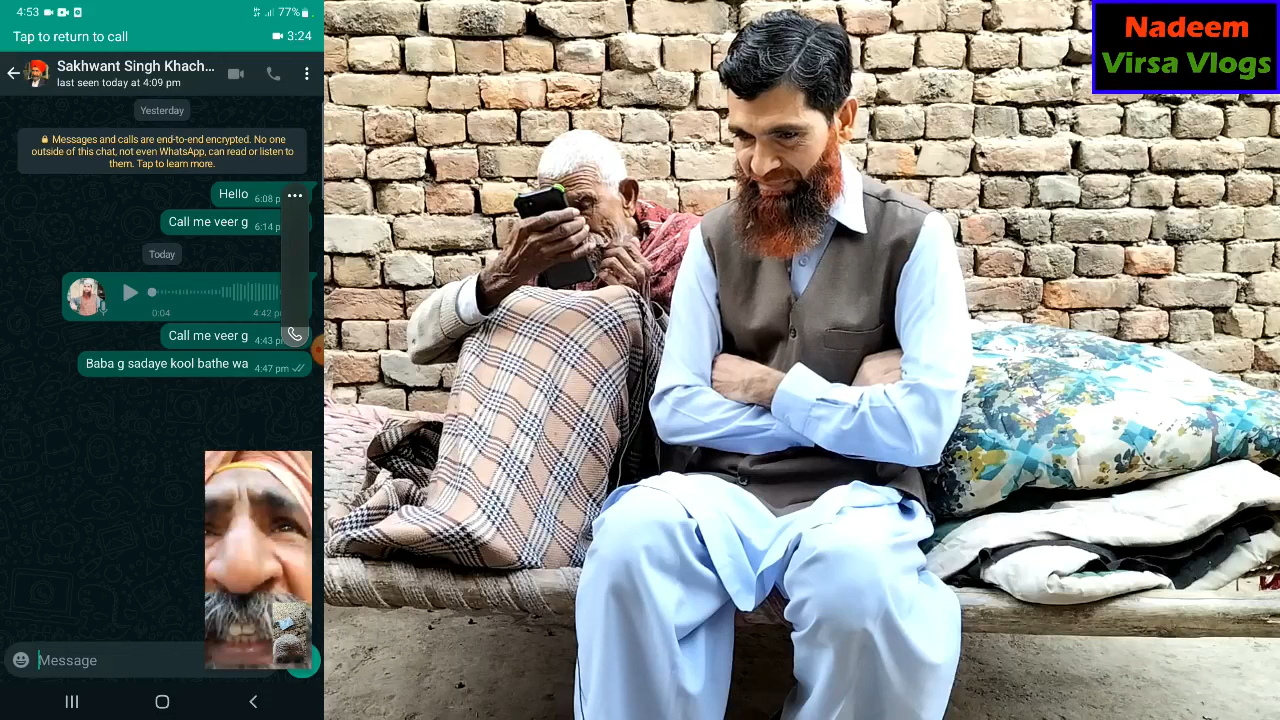 4:53
77%
Tap to return to call
3:24
Sakhwant Singh Khach...
last seen today at 4:09 pm
Yesterday
Messages and calls are end-to-end encrypted. No one
outside of this chat, not even WhatsApp, can read or listen to
them. Tap to learn more.
Hello 6:08 p
Call me veer g 6:14 p
Today
0:04 4:42 p
Call me veer g 4:43 p
Baba g sadaye kool bathe wa 4:47 pm
Message
Nadeem
Virsa Vlogs